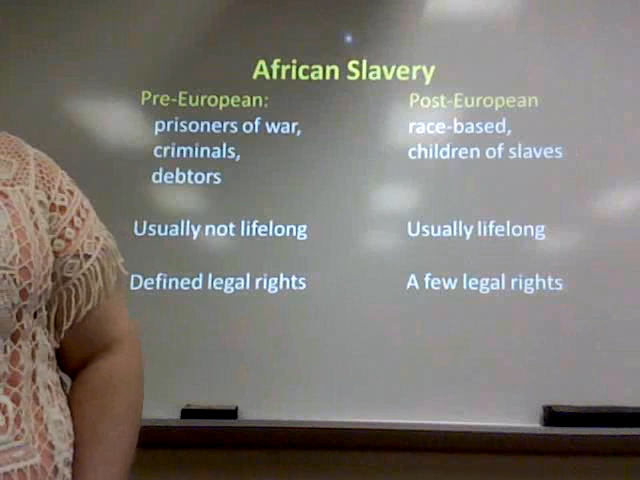 African Slavery
Pre-European:
prisoners of war,
criminals,
debtors
Usually not lifelong
Defined legal rights
Post-European
race-based,
children of slaves
Usually lifelong
A few legal rights